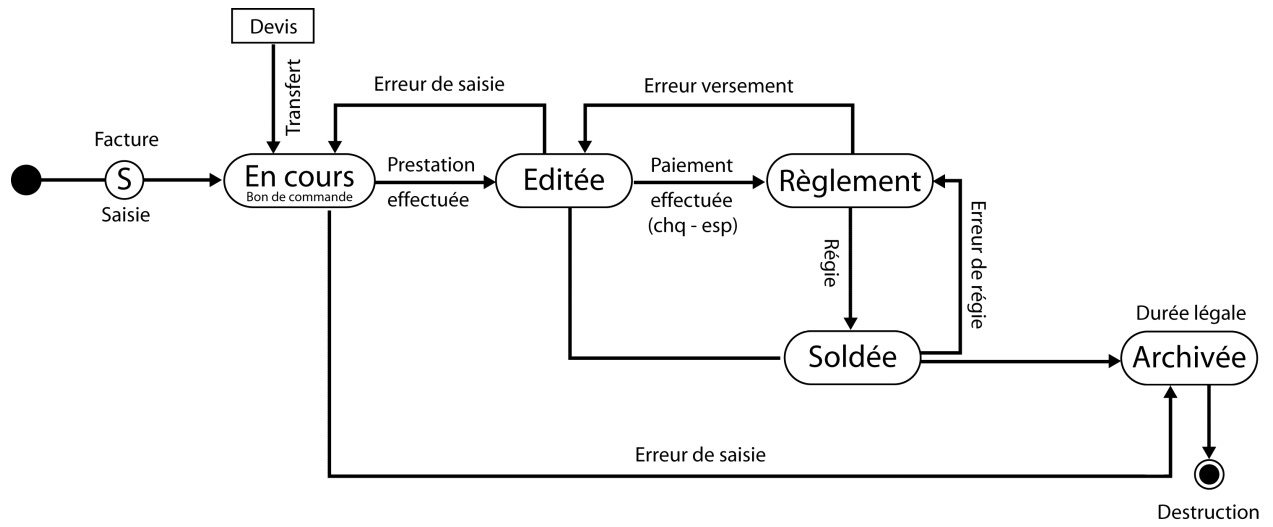 Devis
Transfert
Erreur de saisie
Erreur versement
Facture
S
Saisie
En cours
Bon de commande
Prestation
effectuée
Editée
Paiement
effectuée
(chq - esp)
Règlement
Régie
Erreur de régie
Soldée
Durée légale
Archivée
Erreur de saisie
Destruction